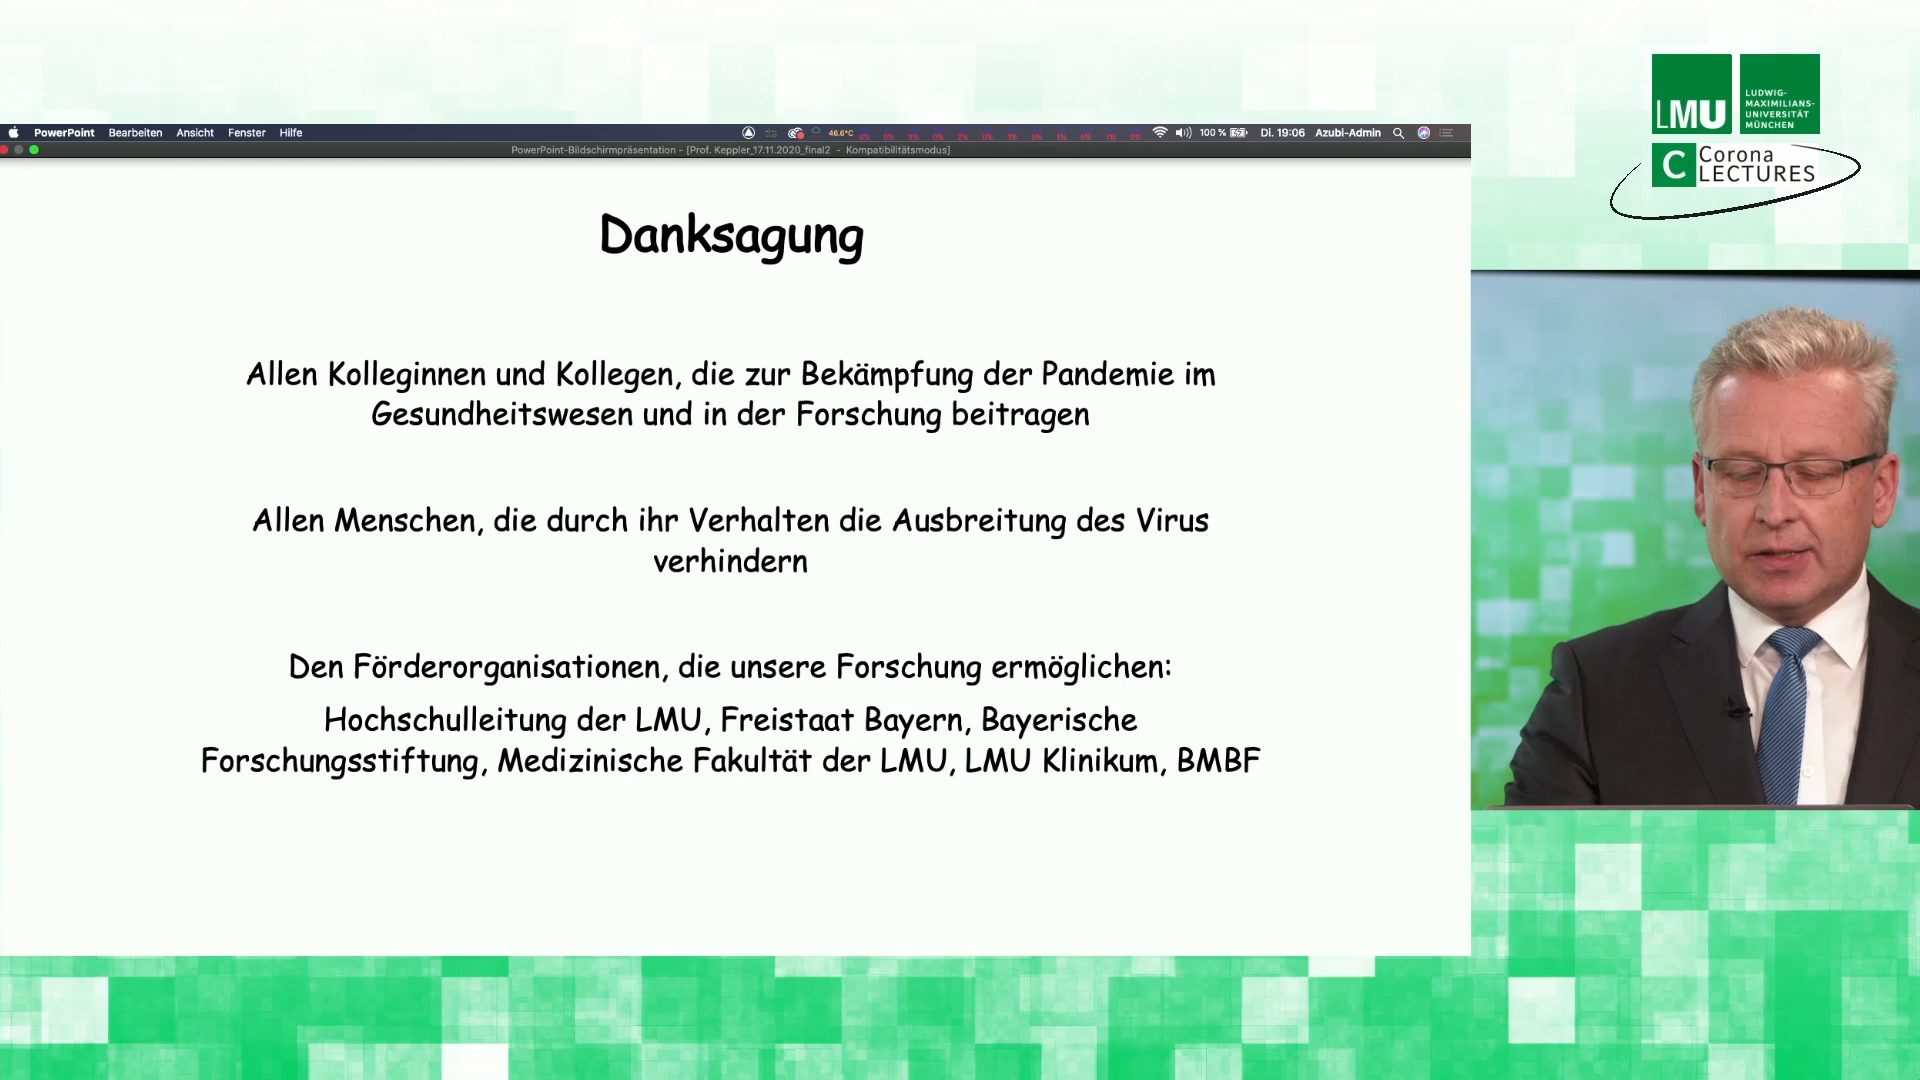 PowerPoint Bearbeiten Ansicht Fenster Hilfe
46.6°C
100 % Di. 19:06 Azubi-Admin
PowerPoint-Bildschirmpräsentation - [Prof. Keppler_17.11.2020_final2 - Kompatibilitätsmodus]
LMU
LUDWIG-
MAXIMILIANS-
UNIVERSITÄT
MÜNCHEN
C Corona
LECTURES
Danksagung
Allen Kolleginnen und Kollegen, die zur Bekämpfung der Pandemie im
Gesundheitswesen und in der Forschung beitragen
Allen Menschen, die durch ihr Verhalten die Ausbreitung des Virus
verhindern
Den Förderorganisationen, die unsere Forschung ermöglichen:
Hochschulleitung der LMU, Freistaat Bayern, Bayerische
Forschungsstiftung, Medizinische Fakultät der LMU, LMU Klinikum, BMBF